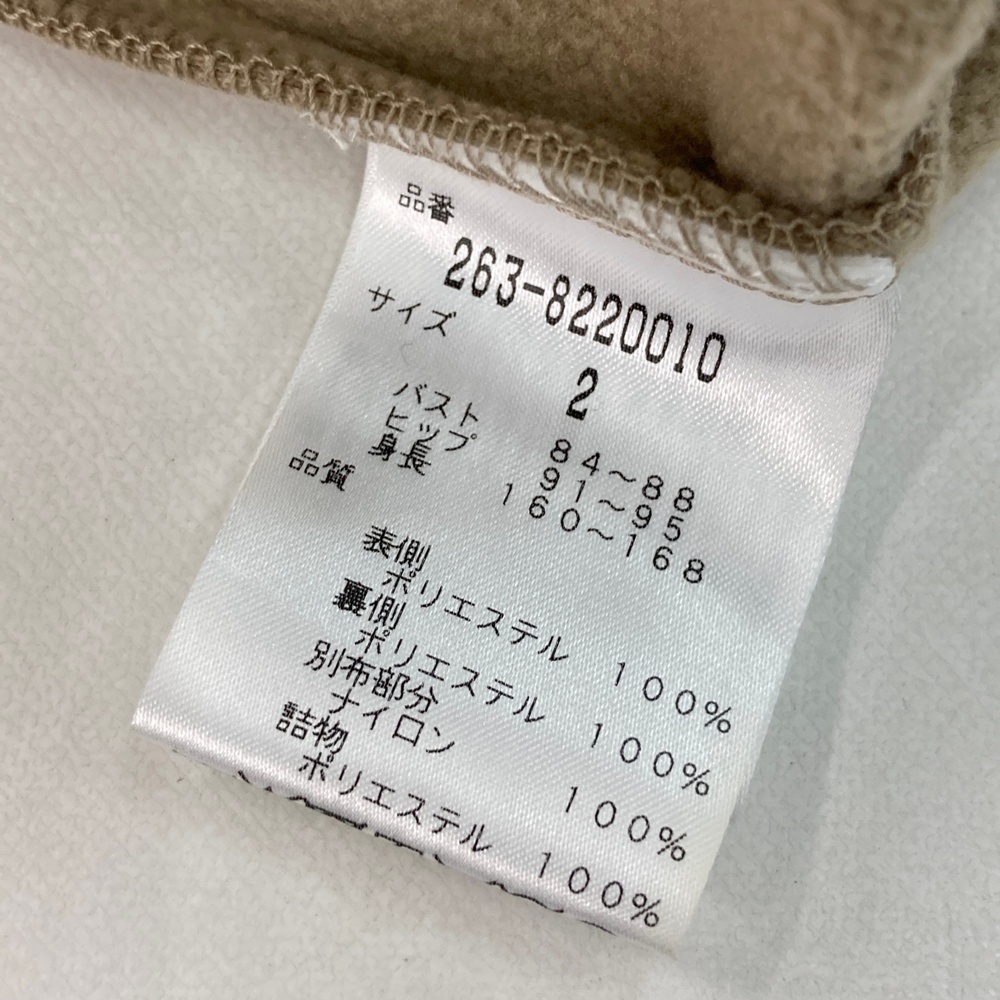 品番
263-8220010
サイズ
2
バスト 84～88
ヒップ 91～95
身長 160～168
品質
表側
ポリエステル 100%
裏側
ポリエステル 100%
別布部分
ナイロン 100%
詰物
ポリエステル 100%